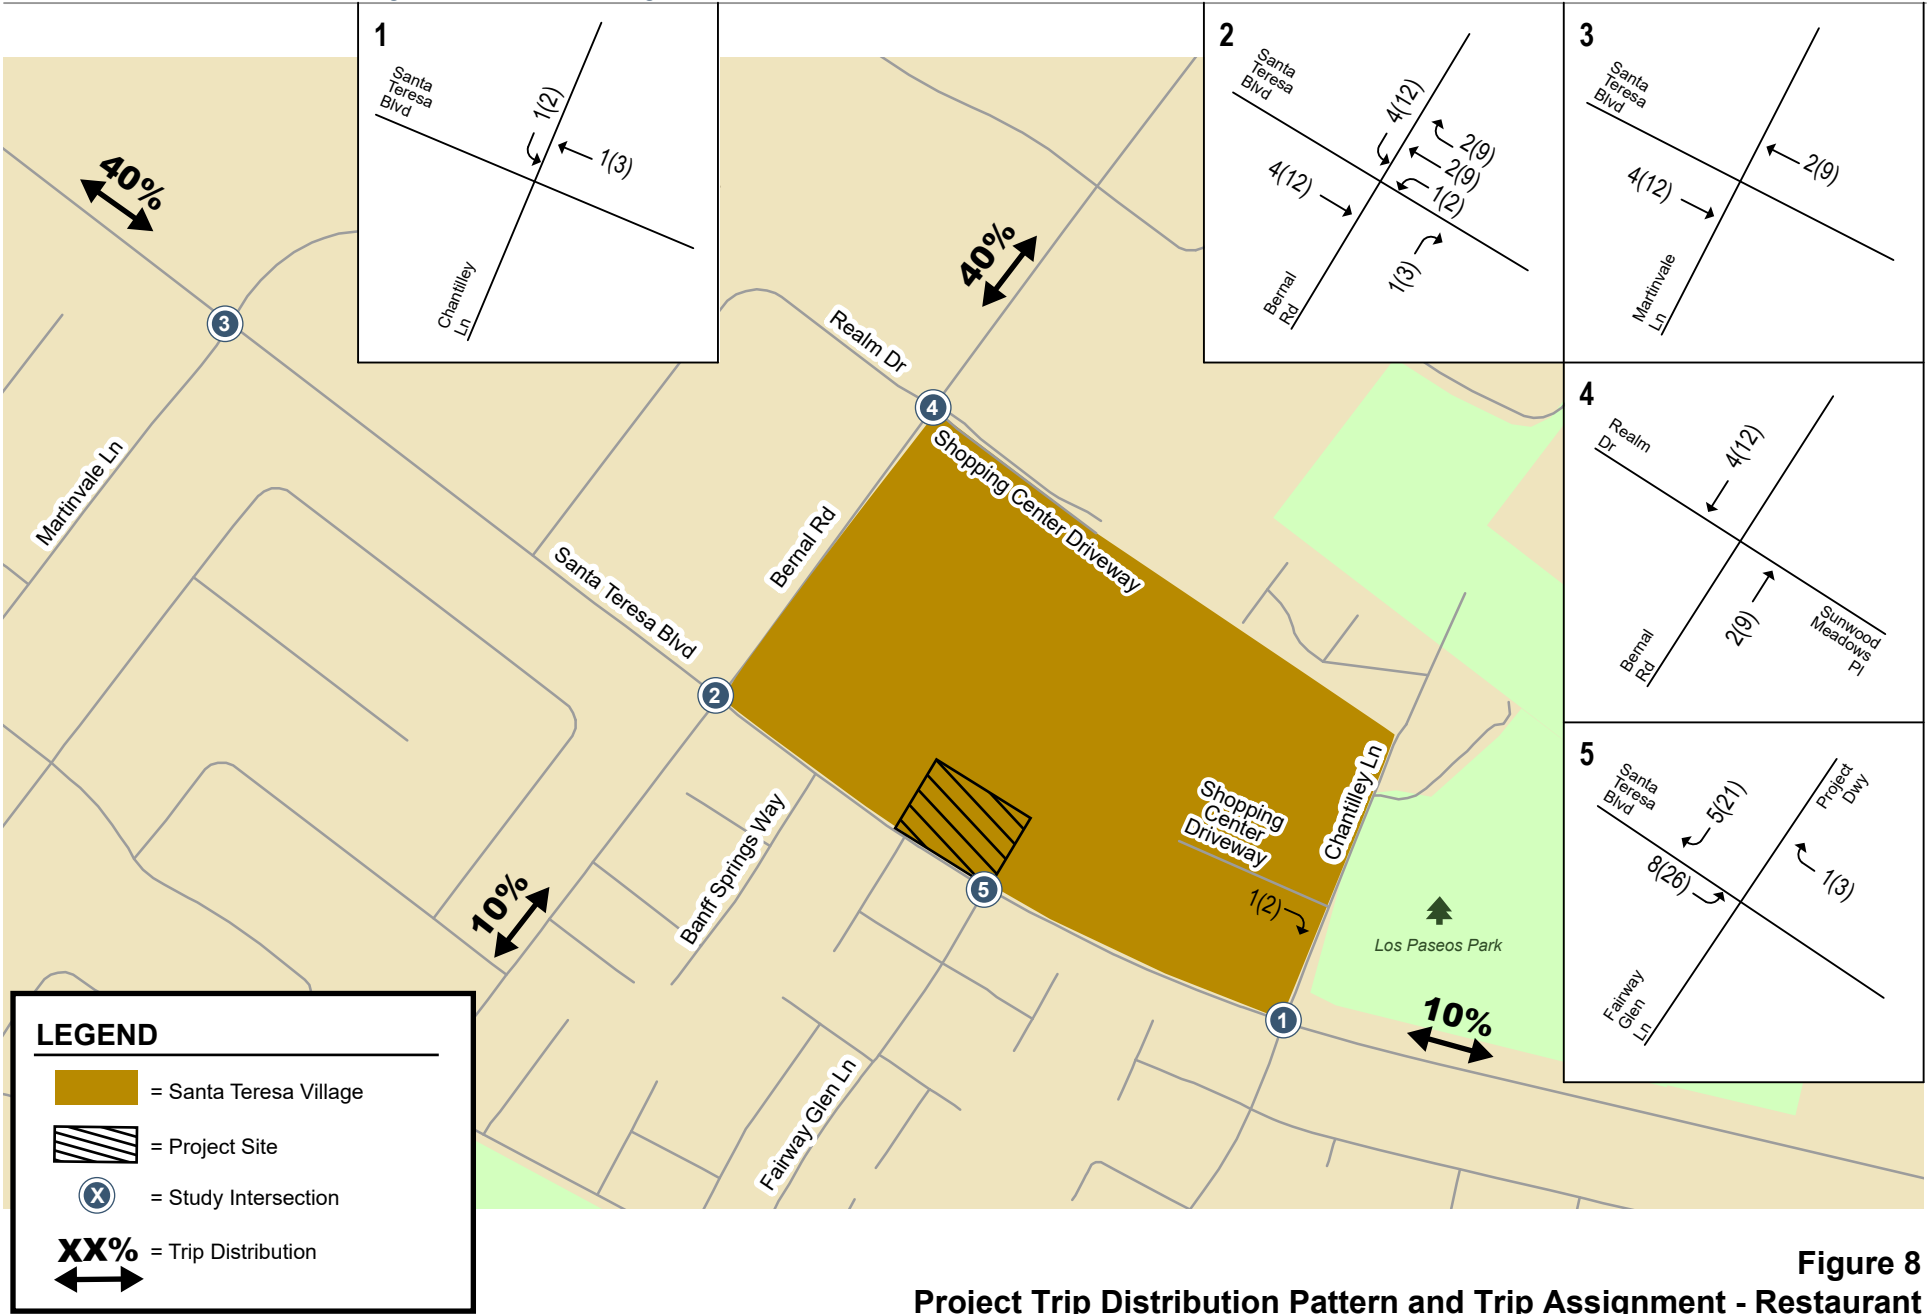 1
Santa
Teresa
Blvd
1(2)
1(3)
Chantilley
Ln
2
Santa
Teresa
Blvd
4(12)
2(9)
2(9)
1(2)
4(12)
1(3)
Bernal
Rd
3
Santa
Teresa
Blvd
2(9)
4(12)
Martinvale
Ln
4
Realm
Dr
4(12)
2(9)
Bernal
Rd
Sunwood
Meadows
Pl
5
Santa
Teresa
Blvd
5(21)
8(26)
1(3)
Project
Dwy
Fairway
Glen
Ln
40%
40%
3
Realm Dr
4
Shopping Center Driveway
Martinvale Ln
Bernal Rd
Santa Teresa Blvd
2
Banff Springs Way
Shopping
Center
Driveway
Chantilley Ln
1(2)
5
10%
Los Paseos Park
1
10%
Fairway Glen Ln
LEGEND
= Santa Teresa Village
= Project Site
X = Study Intersection
XX% = Trip Distribution
Figure 8
Project Trip Distribution Pattern and Trip Assignment - Restaurant